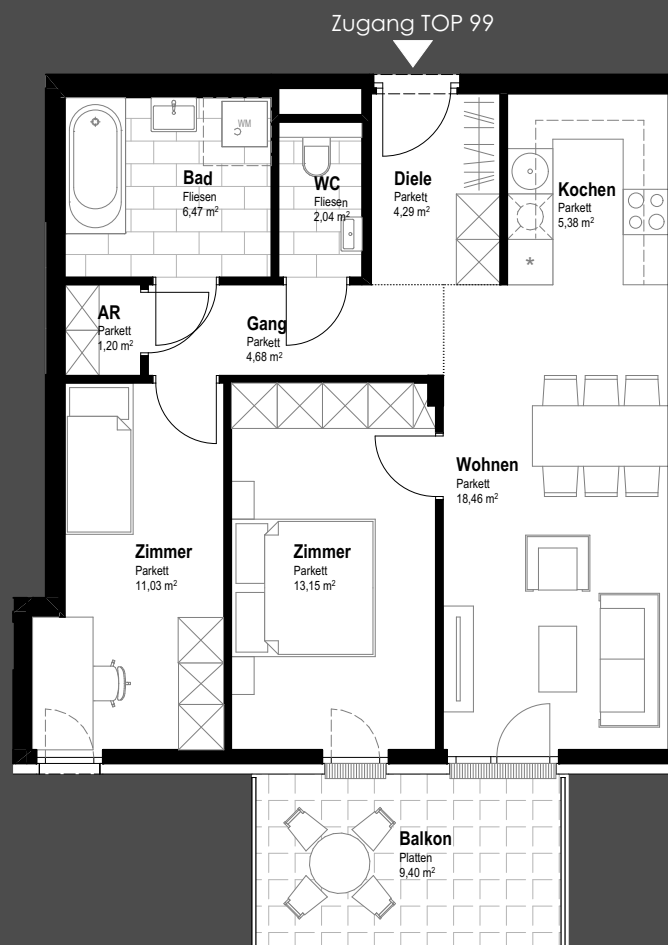 Zugang TOP 99
WM
Bad
Fliesen
6,47 m²
WC
Fliesen
2,04 m²
Diele
Parkett
4,29 m²
Kochen
Parkett
5,38 m²
*
AR
Parkett
1,20 m²
Gang
Parkett
4,68 m²
Wohnen
Parkett
18,46 m²
Zimmer
Parkett
11,03 m²
Zimmer
Parkett
13,15 m²
Balkon
Platten
9,40 m²